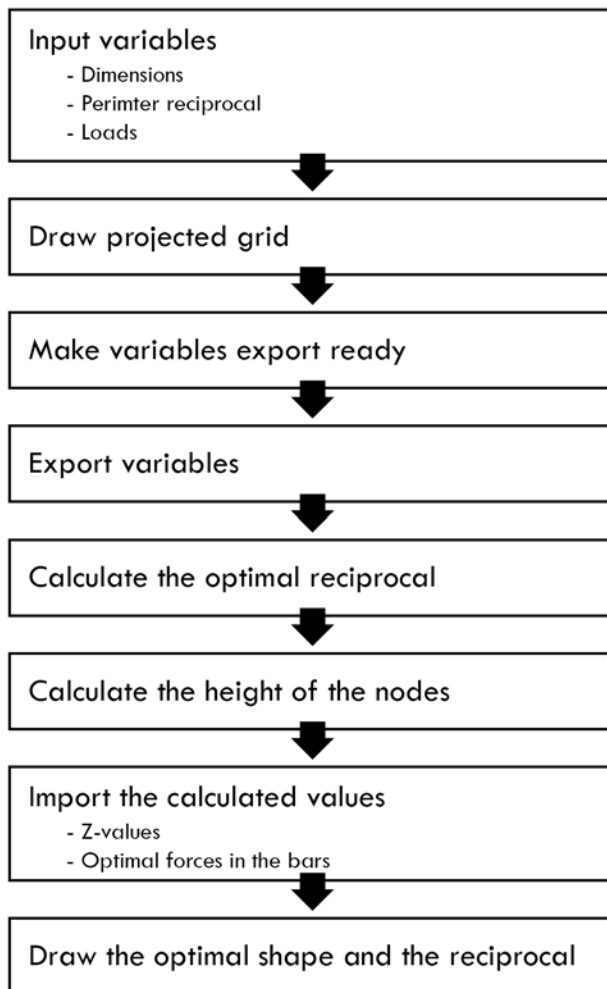 Input variables
- Dimensions
- Perimter reciprocal
- Loads
Draw projected grid
Make variables export ready
Export variables
Calculate the optimal reciprocal
Calculate the height of the nodes
Import the calculated values
- Z-values
- Optimal forces in the bars
Draw the optimal shape and the reciprocal